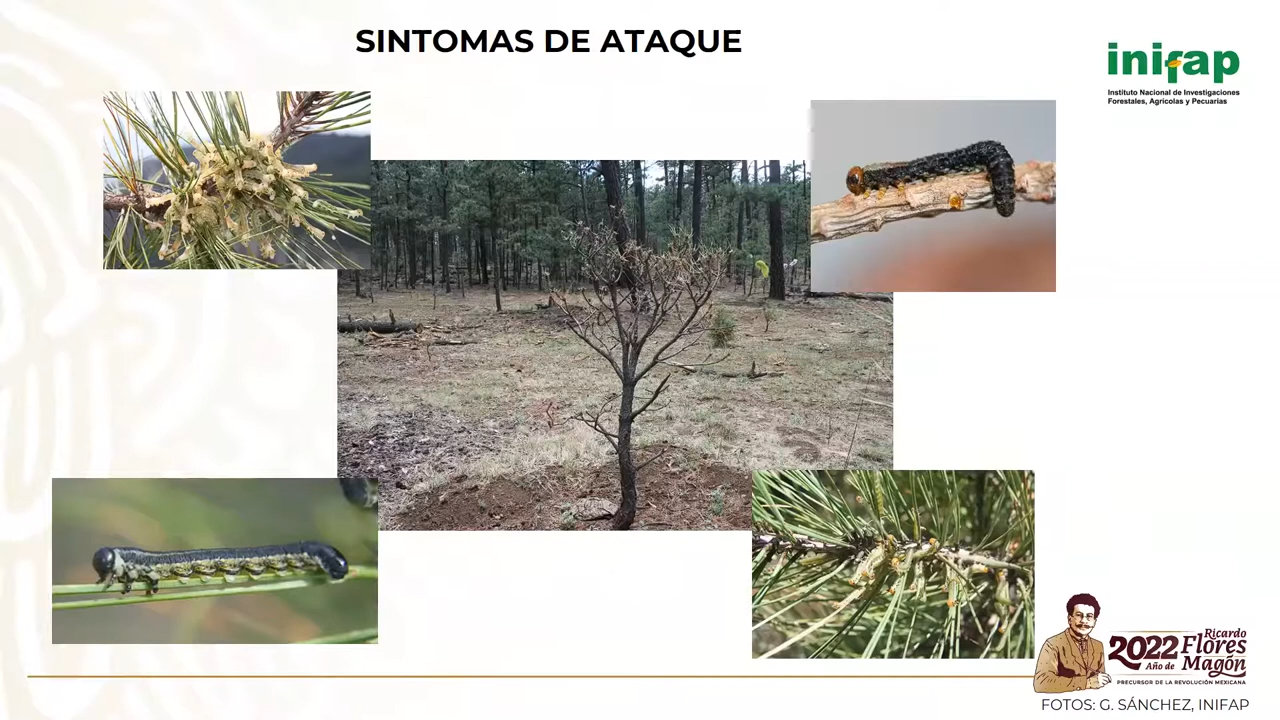 SINTOMAS DE ATAQUE
inifap
Instituto Nacional de Investigaciones
Forestales, Agrícolas y Pecuarias
2022
Año de
Ricardo
Flores
Magón
PRECURSOR DE LA REVOLUCIÓN MEXICANA
FOTOS: G. SÁNCHEZ, INIFAP